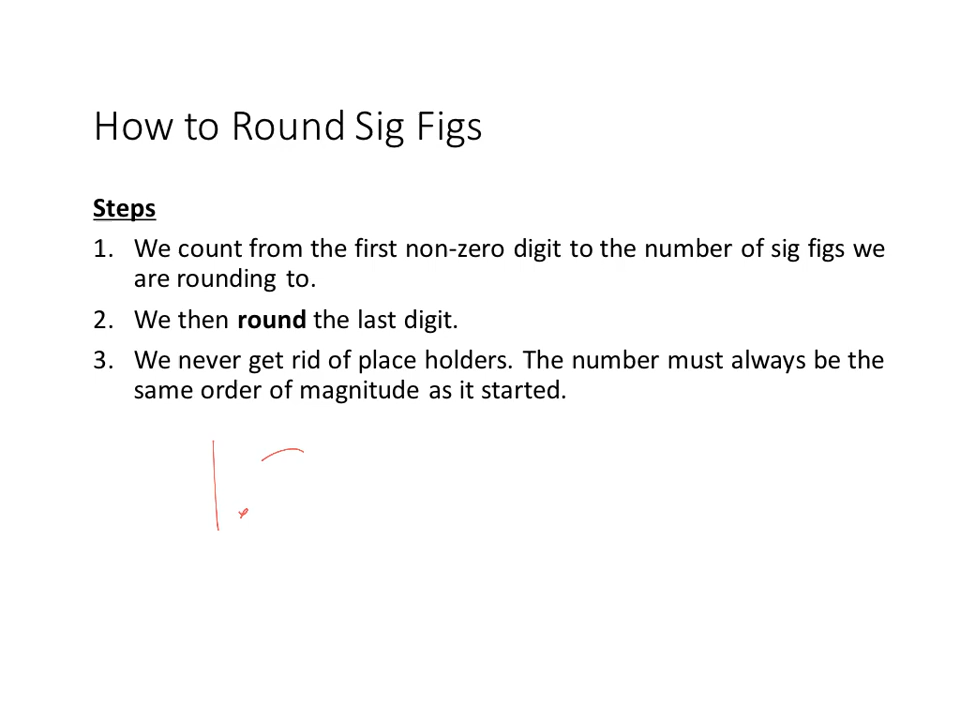 How to Round Sig Figs
Steps
1. We count from the first non-zero digit to the number of sig figs we
are rounding to.
2. We then round the last digit.
3. We never get rid of place holders. The number must always be the
same order of magnitude as it started.
1.